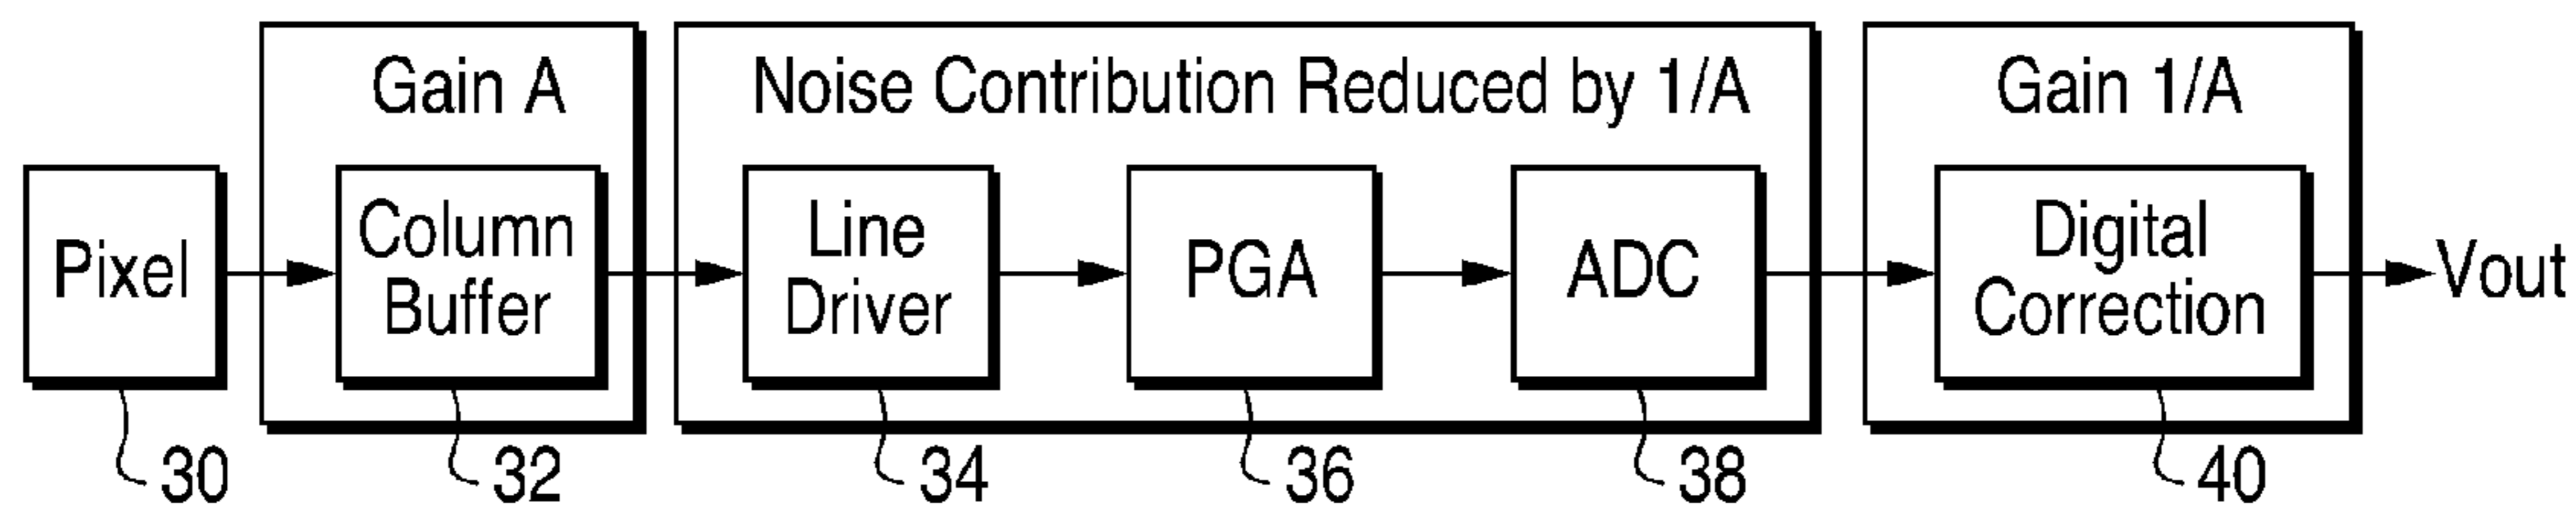 Gain A
Noise Contribution Reduced by 1/A
Gain 1/A
Pixel
Column
Buffer
Line
Driver
PGA
ADC
Digital
Correction
Vout
30
32
34
36
38
40